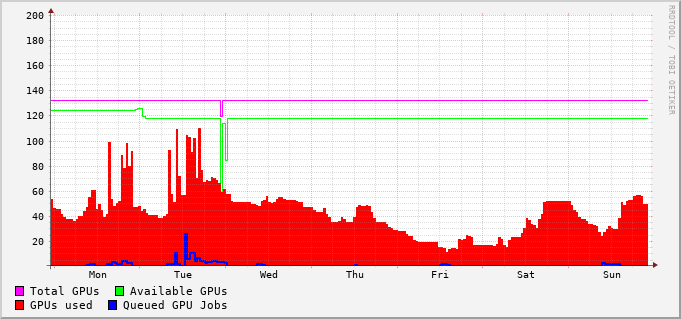 200
180
160
140
120
100
80
60
40
20
Mon Tue Wed Thu Fri Sat Sun
Total GPUs Available GPUs
GPUs used Queued GPU Jobs
RRDTOOL / TOBI OETIKER